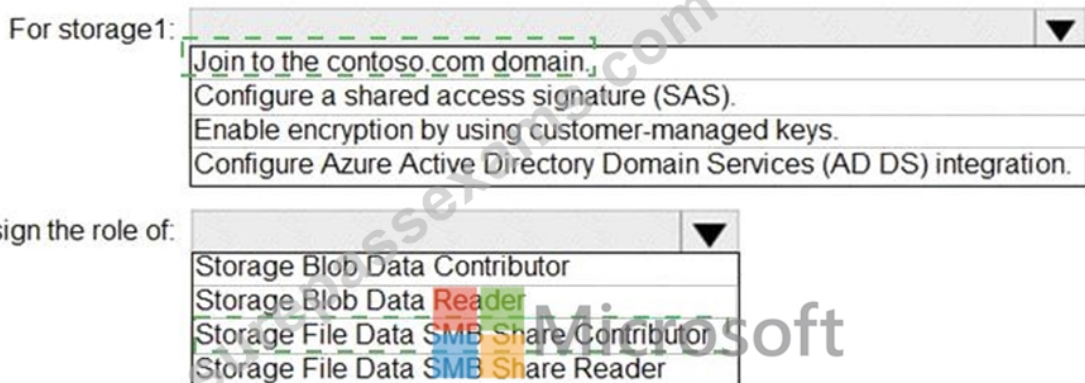 For storage1:
Join to the contoso.com domain.
Configure a shared access signature (SAS).
Enable encryption by using customer-managed keys.
Configure Azure Active Directory Domain Services (AD DS) integration.
sign the role of:
Storage Blob Data Contributor
Storage Blob Data Reader
Storage File Data SMB Share Contributor
Storage File Data SMB Share Reader
Microsoft
urepassexams.com